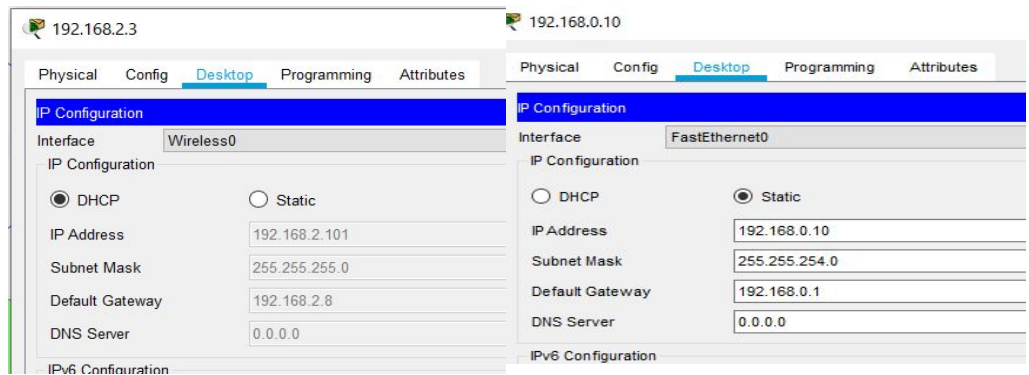 192.168.2.3
Physical Config Desktop Programming Attributes
IP Configuration
Interface Wireless0
IP Configuration
DHCP Static
IP Address 192.168.2.101
Subnet Mask 255.255.255.0
Default Gateway 192.168.2.8
DNS Server 0.0.0.0
IPv6 Configuration
192.168.0.10
Physical Config Desktop Programming Attributes
IP Configuration
Interface FastEthernet0
IP Configuration
DHCP Static
IP Address 192.168.0.10
Subnet Mask 255.255.254.0
Default Gateway 192.168.0.1
DNS Server 0.0.0.0
IPv6 Configuration